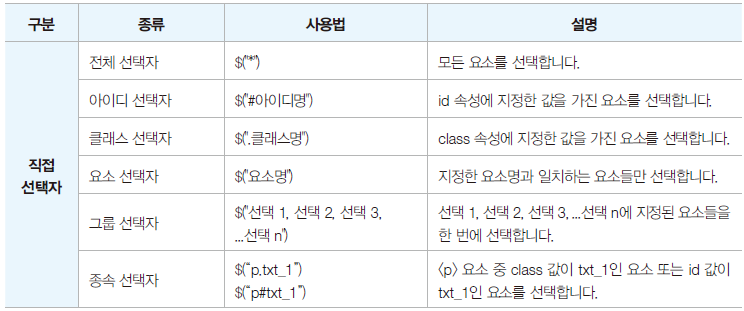 구분 종류 사용법 설명
직접
선택자
전체 선택자 $("*") 모든 요소를 선택합니다.
아이디 선택자 $("#아이디명") id 속성에 지정한 값을 가진 요소를 선택합니다.
클래스 선택자 $(".클래스명") class 속성에 지정한 값을 가진 요소를 선택합니다.
요소 선택자 $("요소명") 지정한 요소명과 일치하는 요소들만 선택합니다.
그룹 선택자 $("선택 1, 선택 2, 선택 3,
...선택 n") 선택 1, 선택 2, 선택 3, ...선택 n에 지정된 요소들을
한 번에 선택합니다.
종속 선택자 $(“p.txt_1”)
$(“p#txt_1”) 〈p〉 요소 중 class 값이 txt_1인 요소 또는 id 값이
txt_1인 요소를 선택합니다.